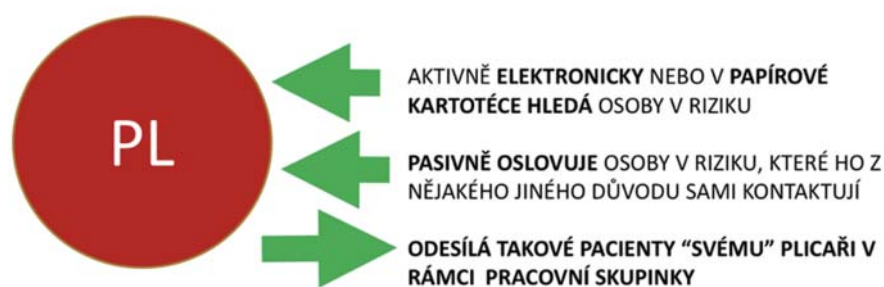 PL
AKTIVNĚ ELEKTRONICKY NEBO V PAPÍROVÉ
KARTOTÉCE HLEDÁ OSOBY V RIZIKU
PASIVNĚ OSLOVUJE OSOBY V RIZIKU, KTERÉ HO Z
NĚJAKÉHO JINÉHO DŮVODU SAMI KONTAKTUJÍ
ODESÍLÁ TAKOVÉ PACIENTY “SVÉMU” PLICAŘI V
RÁMCI PRACOVNÍ SKUPINKY